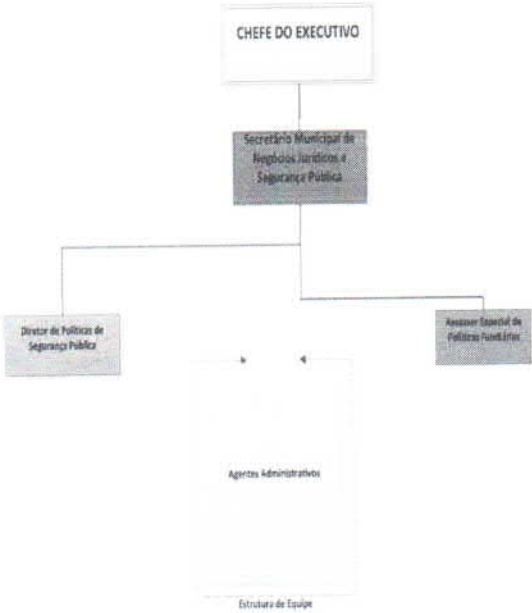 CHEFE DO EXECUTIVO
Secretário Municipal de
Negócios Jurídicos e
Segurança Pública
Diretor de Políticas de
Segurança Pública
Assessor Especial de
Políticas Fundiárias
Agentes Administrativos
Estrutura de Equipe